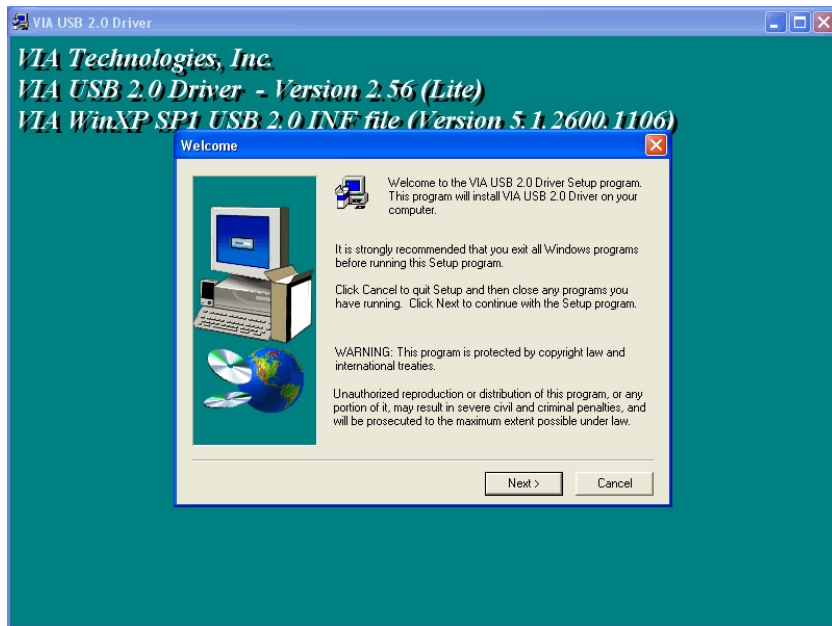 VIA USB 2.0 Driver
VIA Technologies, Inc.
VIA USB 2.0 Driver - Version 2.56 (Lite)
VIA WinXP SP1 USB 2.0 INF file (Version 5.1.2600.1106)
Welcome
Welcome to the VIA USB 2.0 Driver Setup program.
This program will install VIA USB 2.0 Driver on your
computer.
It is strongly recommended that you exit all Windows programs
before running this Setup program.
Click Cancel to quit Setup and then close any programs you
have running. Click Next to continue with the Setup program.
WARNING: This program is protected by copyright law and
international treaties.
Unauthorized reproduction or distribution of this program, or any
portion of it, may result in severe civil and criminal penalties, and
will be prosecuted to the maximum extent possible under law.
Next >
Cancel